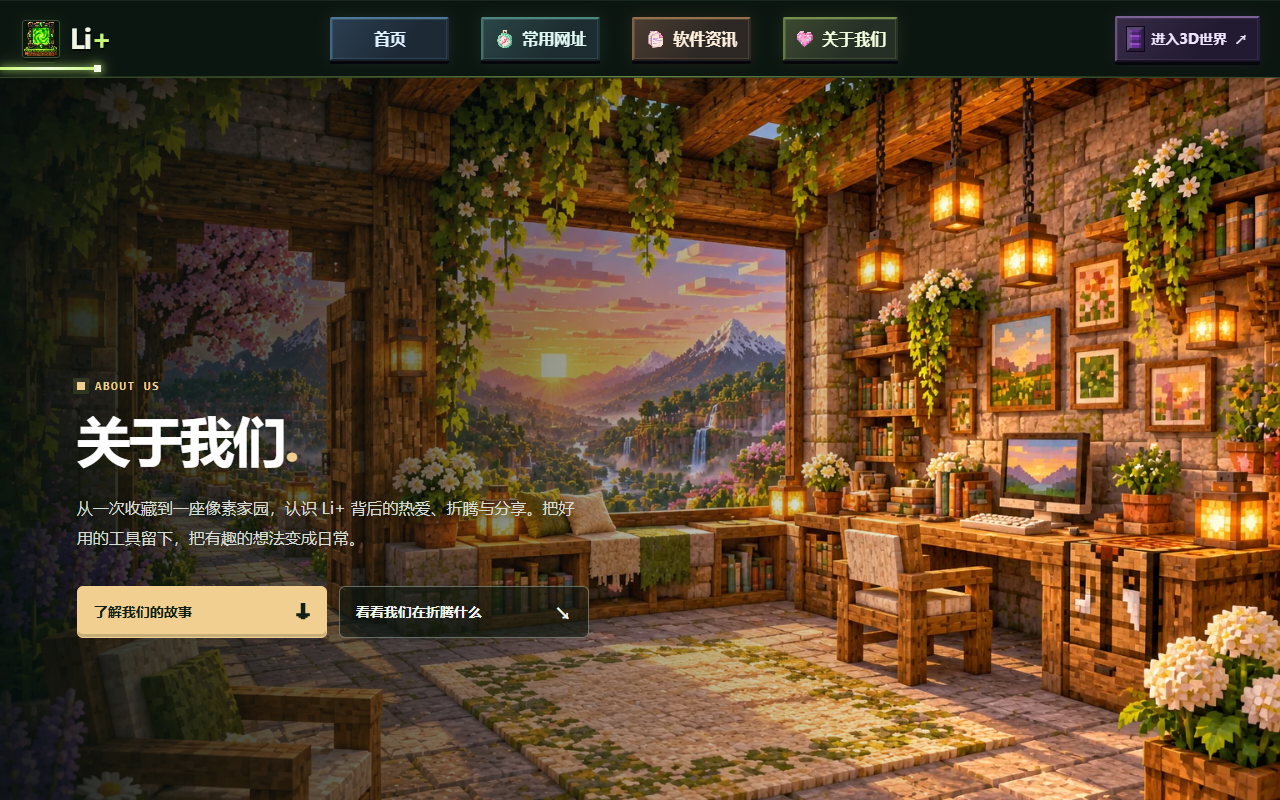 Li+
首页
常用网址
软件资讯
关于我们
进入3D世界 ↗
ABOUT US
关于我们.
从一次收藏到一座像素家园，认识 Li+ 背后的热爱、折腾与分享。把好
用的工具留下，把有趣的想法变成日常。
了解我们的故事 ⬇
看看我们在折腾什么 ↘